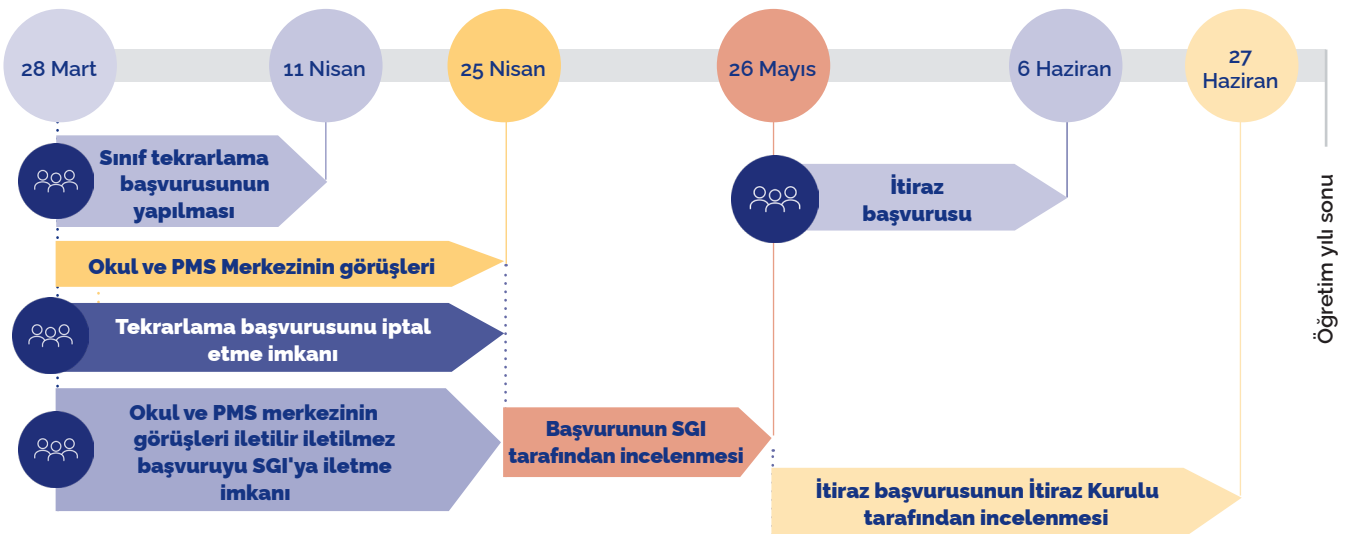 28 Mart
11 Nisan
25 Nisan
26 Mayıs
6 Haziran
27
Haziran
Sınıf tekrarlama
başvurusunun
yapılması
İtiraz
başvurusu
Öğretim yılı sonu
Okul ve PMS Merkezinin görüşleri
Tekrarlama başvurusunu iptal
etme imkanı
Okul ve PMS merkezinin
görüşleri iletilir iletilmez
başvuruyu SGI'ya iletme
imkanı
Başvurunun SGI
tarafından incelenmesi
İtiraz başvurusunun İtiraz Kurulu
tarafından incelenmesi